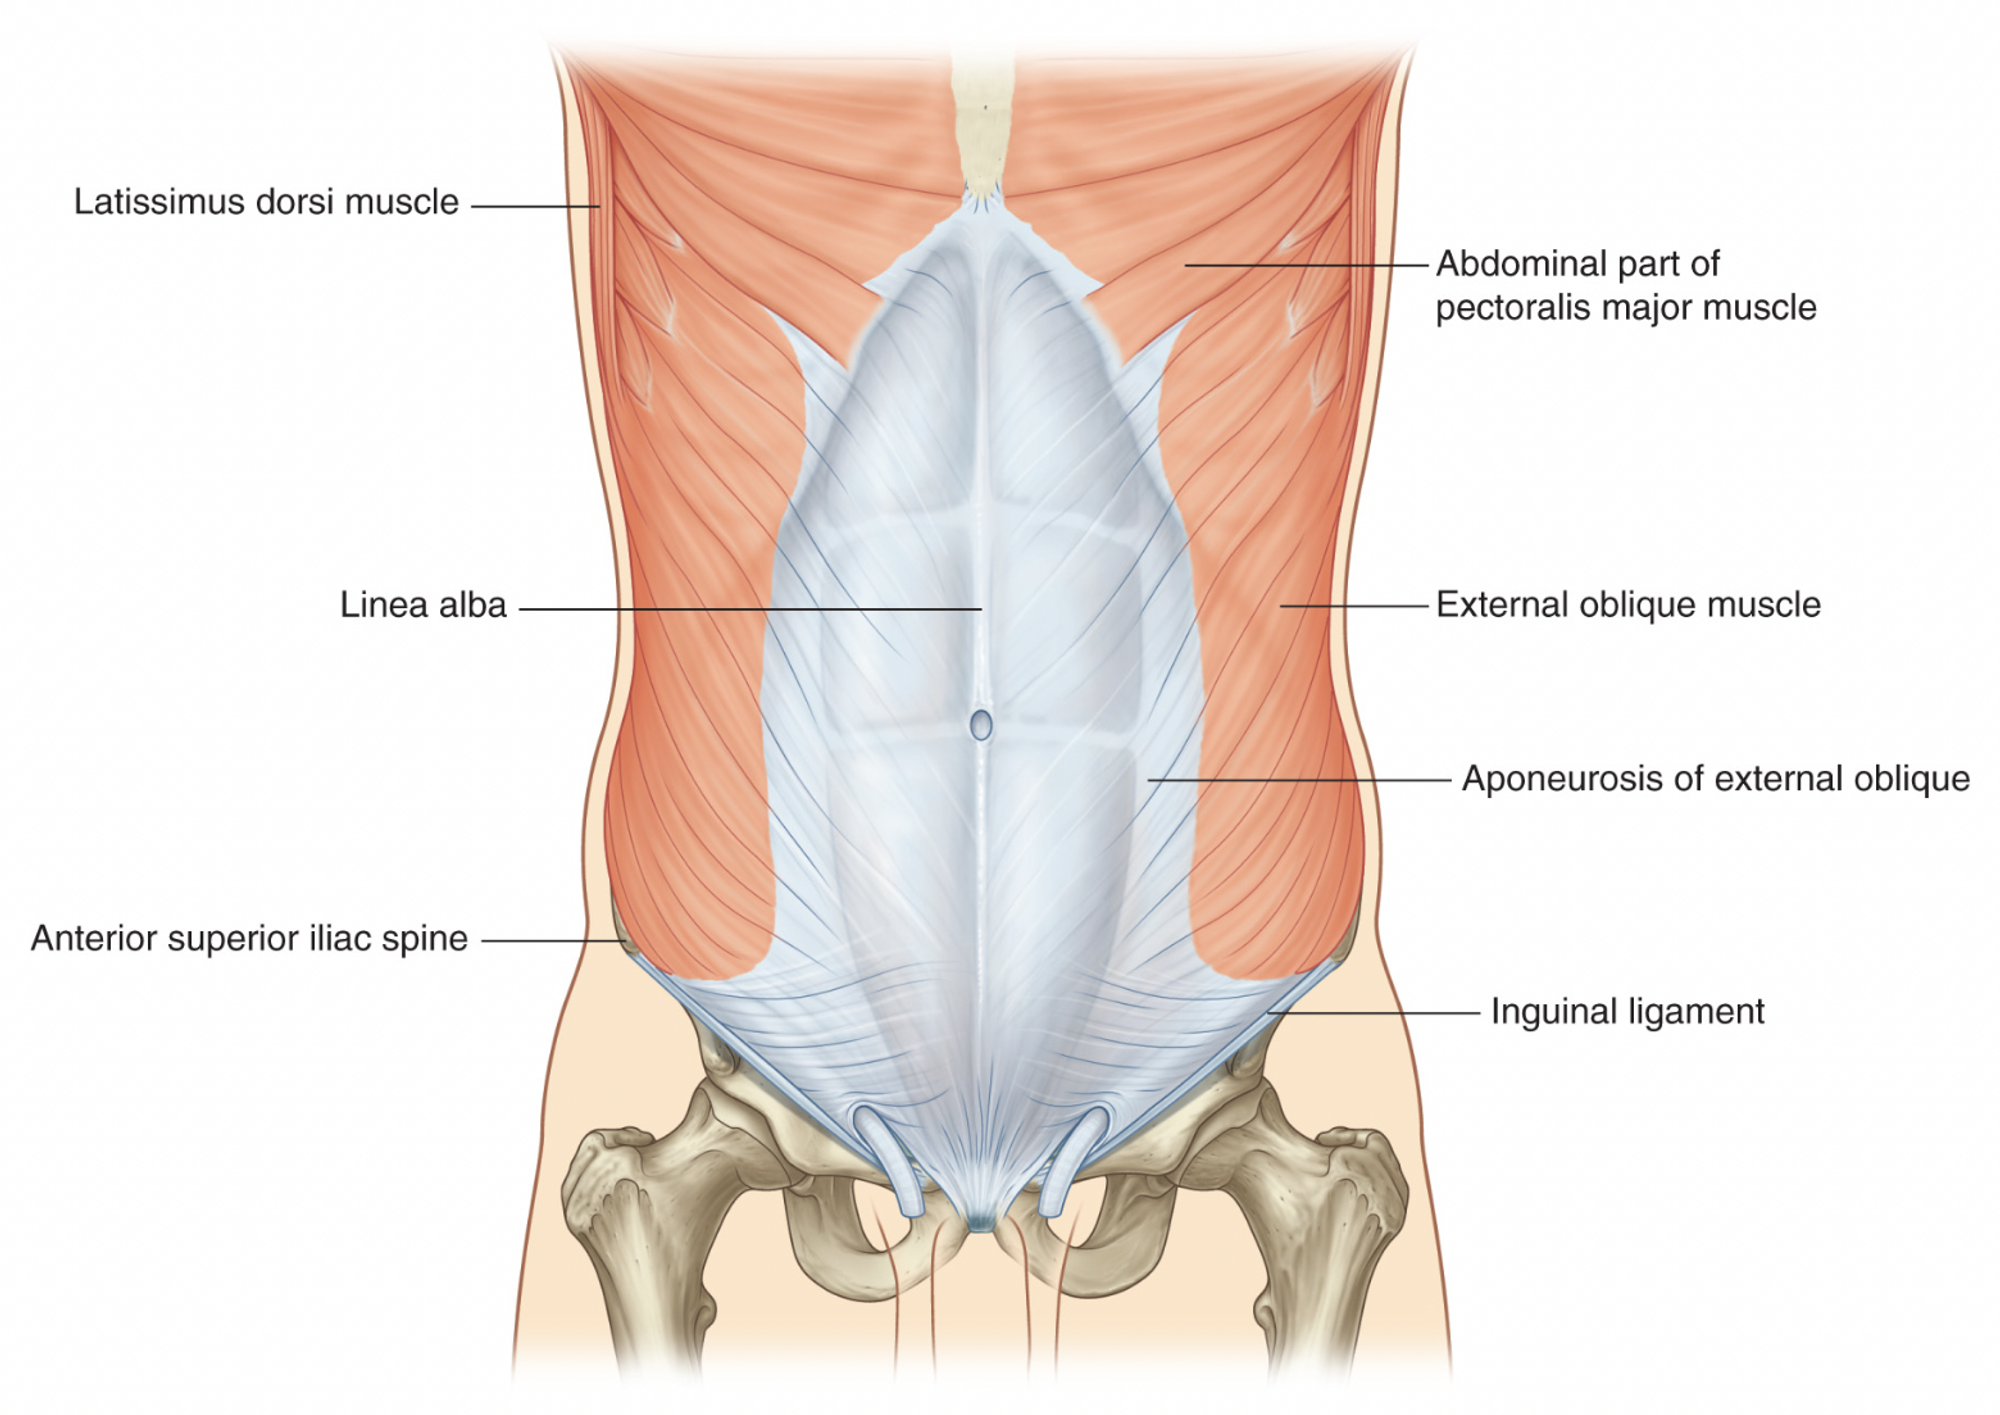 Latissimus dorsi muscle
Abdominal part of
pectoralis major muscle
Linea alba
External oblique muscle
Aponeurosis of external oblique
Anterior superior iliac spine
Inguinal ligament